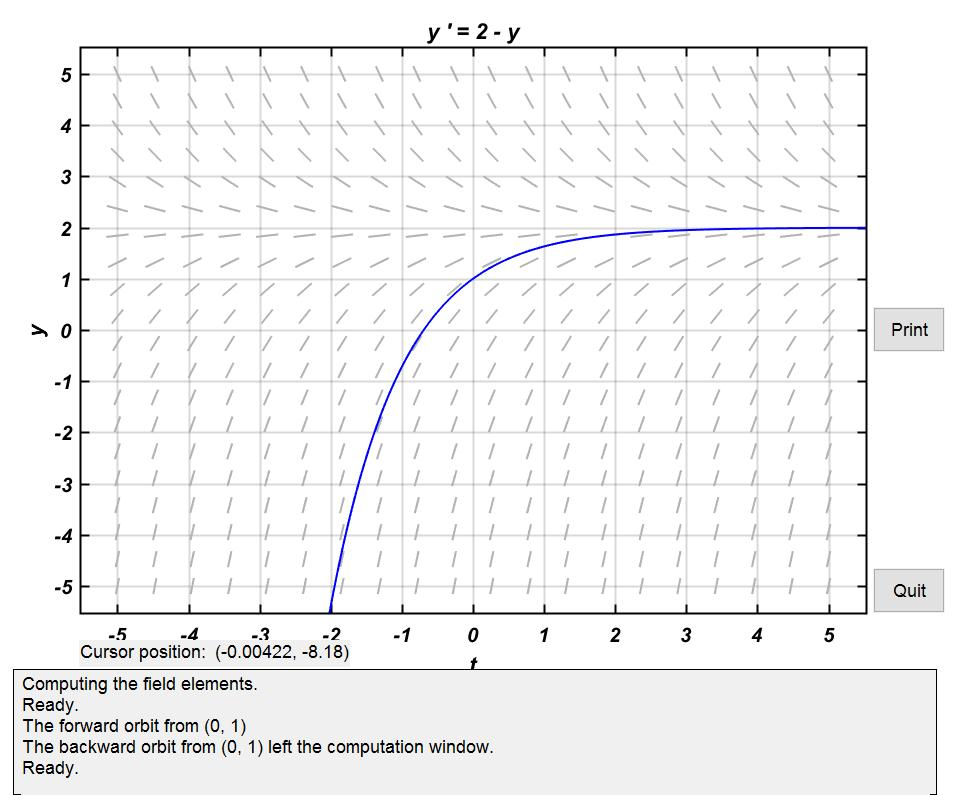 y ' = 2 - y
5
4
3
2
1
0
-1
-2
-3
-4
-5
y
Print
Quit
-5 -4 -3 -2 -1 0 1 2 3 4 5
t
Cursor position: (-0.00422, -8.18)
Computing the field elements.
Ready.
The forward orbit from (0, 1)
The backward orbit from (0, 1) left the computation window.
Ready.